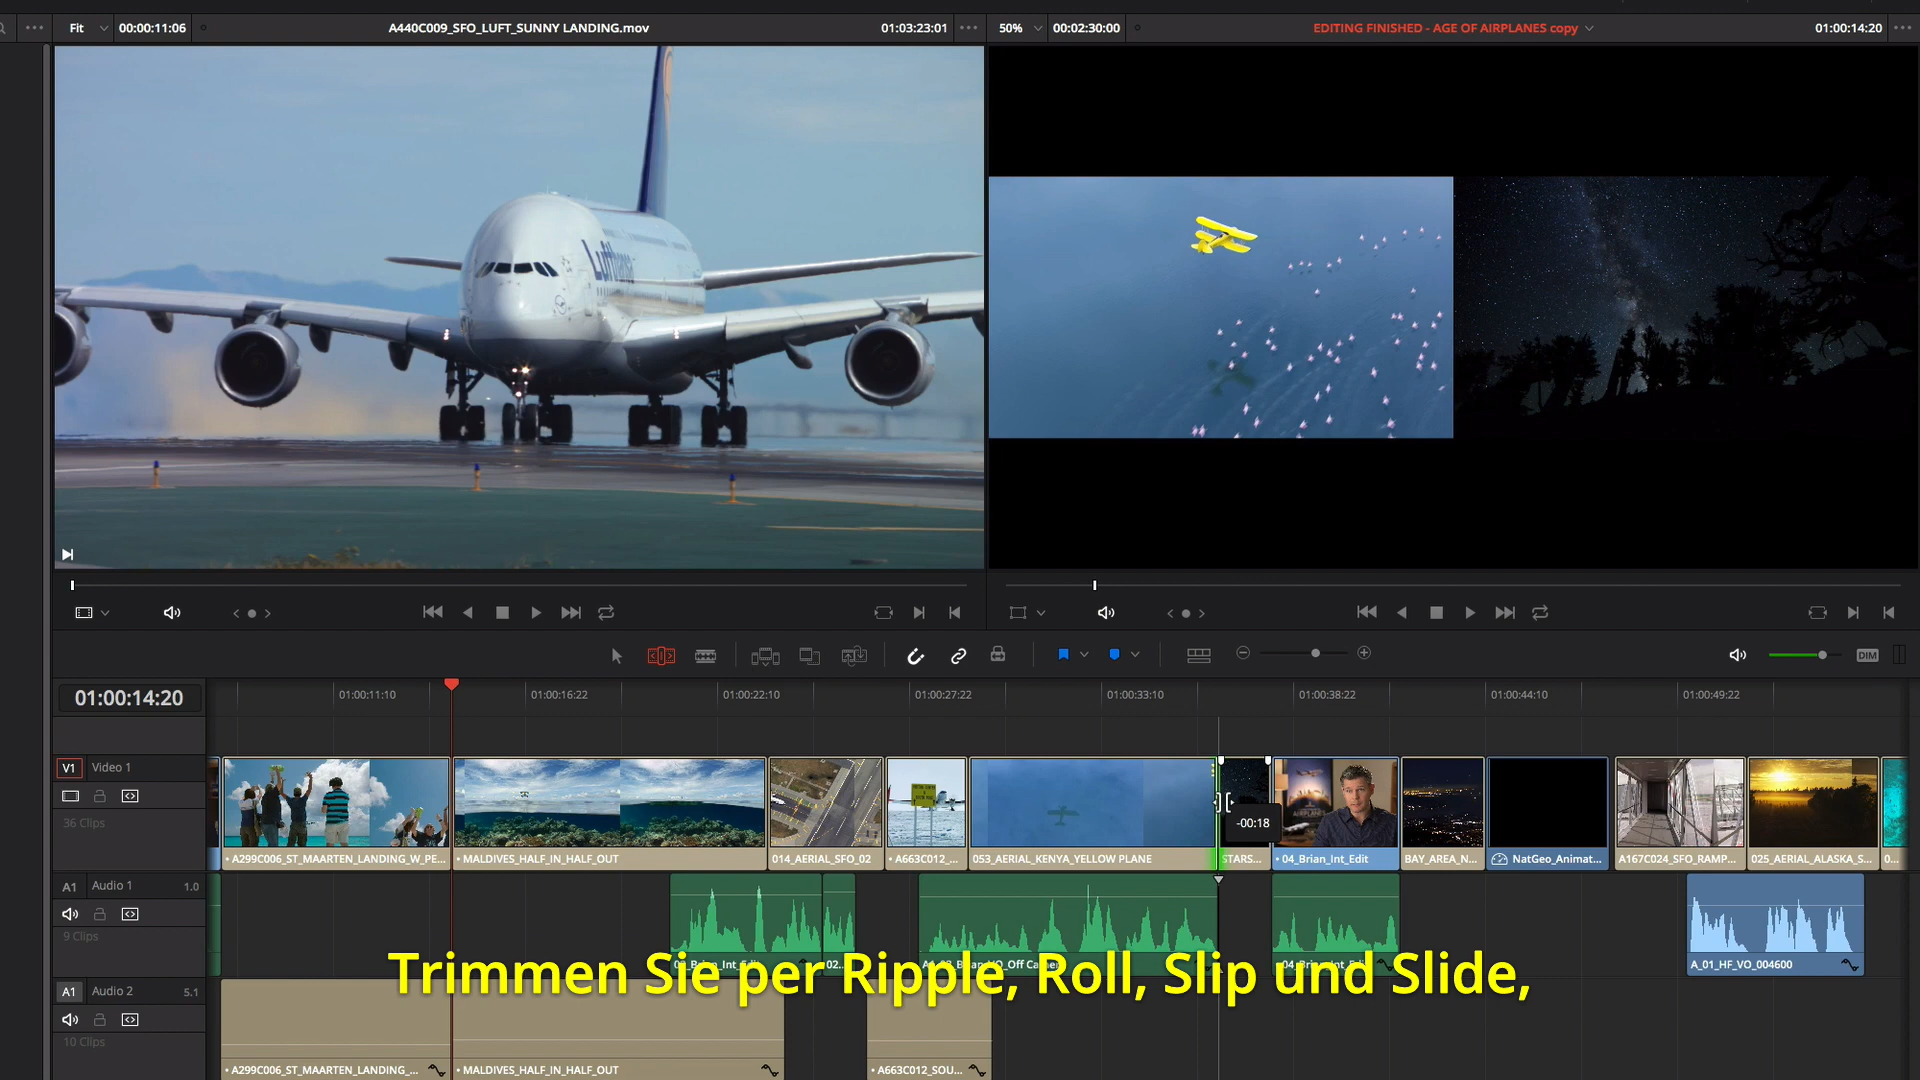 Fit 00:00:11:06 A440C009_SFO_LUFT_SUNNY LANDING.mov 01:03:23:01
50% 00:02:30:00 EDITING FINISHED - AGE OF AIRPLANES copy 01:00:14:20
Lufthansa
DIM
01:00:14:20
01:00:11:10 01:00:16:22 01:00:22:10 01:00:27:22 01:00:33:10 01:00:38:22 01:00:44:10 01:00:49:22
V1 Video 1
36 Clips
-00:18
A299C006_ST_MAARTEN_LANDING_W_PE... MALDIVES_HALF_IN_HALF_OUT 014_AERIAL_SFO_02 A663C012_... 053_AERIAL_KENYA_YELLOW PLANE STARS... 04_Brian_Int_Edit BAY_AREA_N... NatGeo_Animat... A167C024_SFO_RAMP... 025_AERIAL_ALASKA_S... 0...
A1 Audio 1 1.0
9 Clips
02... A_01_HF_VO_004600
Trimmen Sie per Ripple, Roll, Slip und Slide,
A1 Audio 2 5.1
10 Clips
A299C006_ST_MAARTEN_LANDING_... MALDIVES_HALF_IN_HALF_OUT A663C012_SOU...